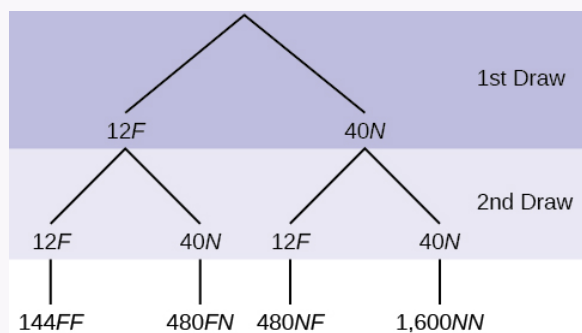 1st Draw
12F 40N
2nd Draw
12F 40N 12F 40N
144FF 480FN 480NF 1,600NN